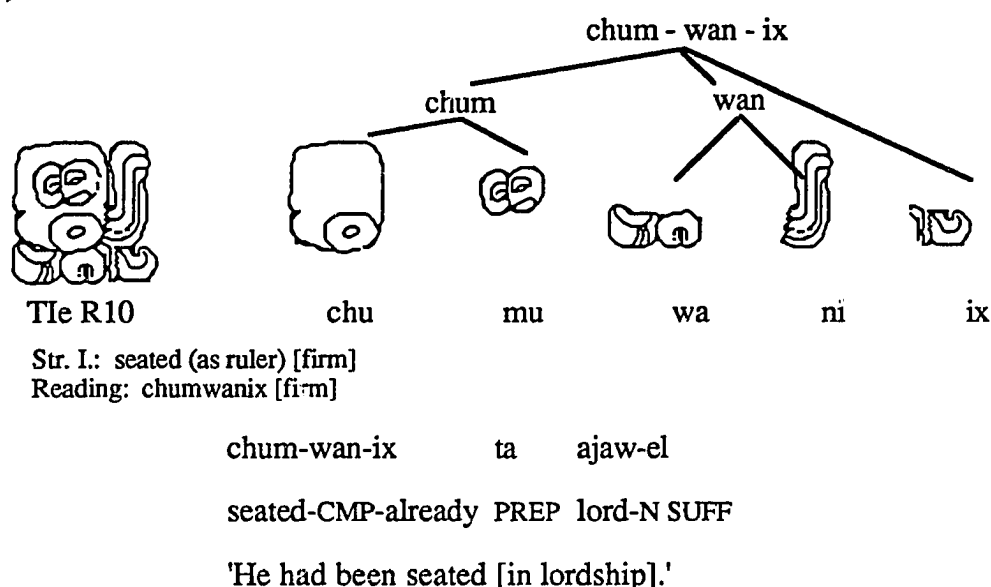 chum - wan - ix
chum wan
TIe R10 chu mu wa ni ix
Str. I.: seated (as ruler) [firm]
Reading: chumwanix [firm]
chum-wan-ix ta ajaw-el
seated-CMP-already PREP lord-N SUFF
'He had been seated [in lordship].'